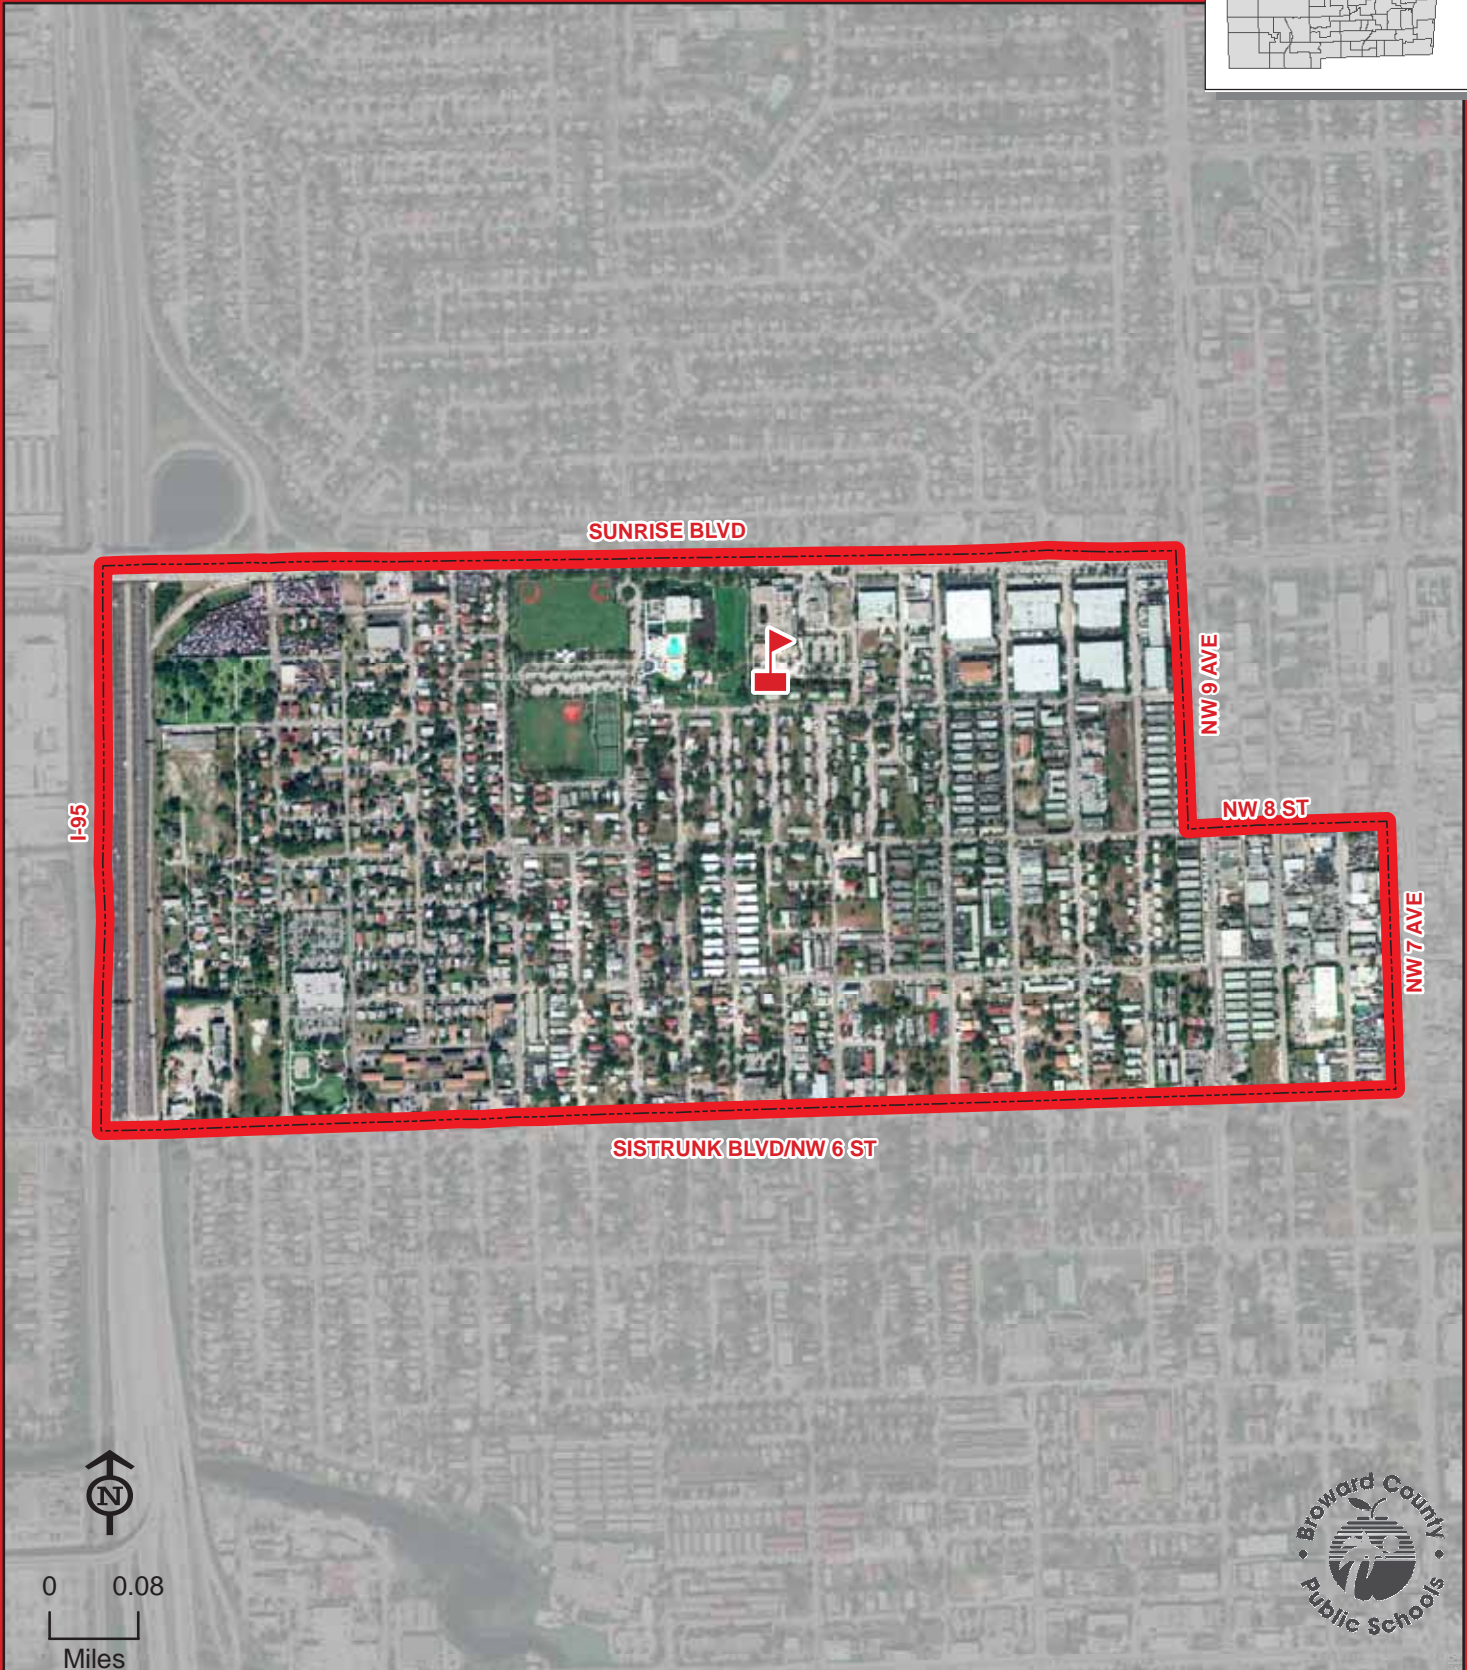 SUNRISE BLVD
NW 9 AVE
I-95
NW 8 ST
NW 7 AVE
SISTRUNK BLVD/NW 6 ST
N
0 0.08
Miles
Broward County
Public Schools